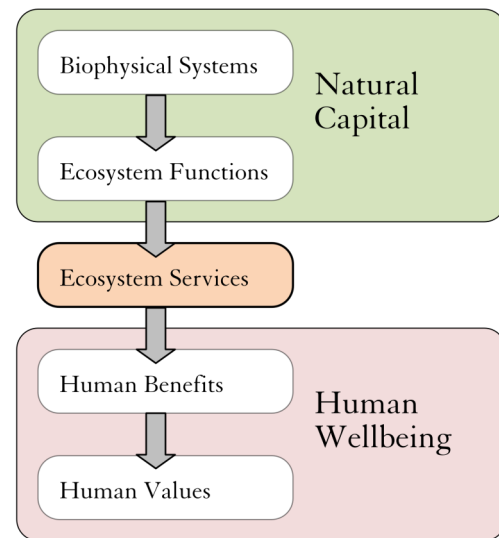 Biophysical Systems
Natural
Capital
Ecosystem Functions
Ecosystem Services
Human Benefits
Human
Wellbeing
Human Values